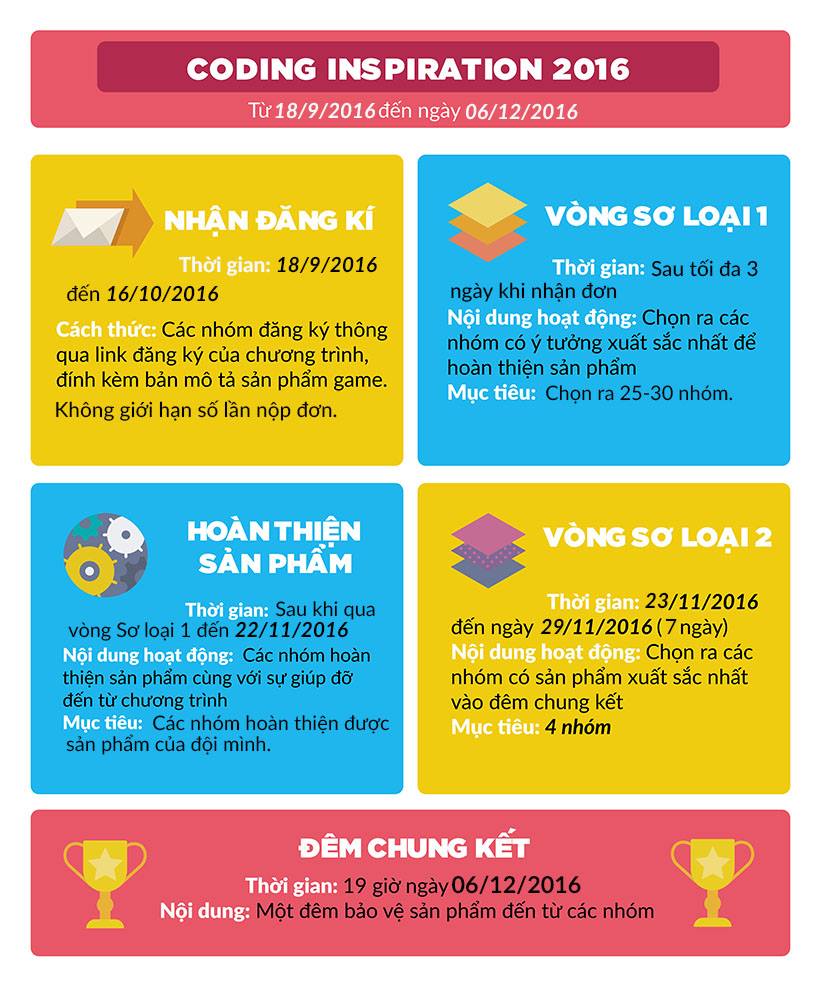 CODING INSPIRATION 2016
Từ 18/9/2016 đến ngày 06/12/2016
NHẬN ĐĂNG KÍ
Thời gian: 18/9/2016
đến 16/10/2016
Cách thức: Các nhóm đăng ký thông
qua link đăng ký của chương trình,
đính kèm bản mô tả sản phẩm game.
Không giới hạn số lần nộp đơn.
VÒNG SƠ LOẠI 1
Thời gian: Sau tối đa 3
ngày khi nhận đơn
Nội dung hoạt động: Chọn ra các
nhóm có ý tưởng xuất sắc nhất để
hoàn thiện sản phẩm
Mục tiêu: Chọn ra 25-30 nhóm.
HOÀN THIỆN
SẢN PHẨM
Thời gian: Sau khi qua
vòng Sơ loại 1 đến 22/11/2016
Nội dung hoạt động: Các nhóm hoàn
thiện sản phẩm cùng với sự giúp đỡ
đến từ chương trình
Mục tiêu: Các nhóm hoàn thiện được
sản phẩm của đội mình.
VÒNG SƠ LOẠI 2
Thời gian: 23/11/2016
đến ngày 29/11/2016 (7 ngày)
Nội dung hoạt động: Chọn ra các
nhóm có sản phẩm xuất sắc nhất
vào đêm chung kết
Mục tiêu: 4 nhóm
ĐÊM CHUNG KẾT
Thời gian: 19 giờ ngày 06/12/2016
Nội dung: Một đêm bảo vệ sản phẩm đến từ các nhóm